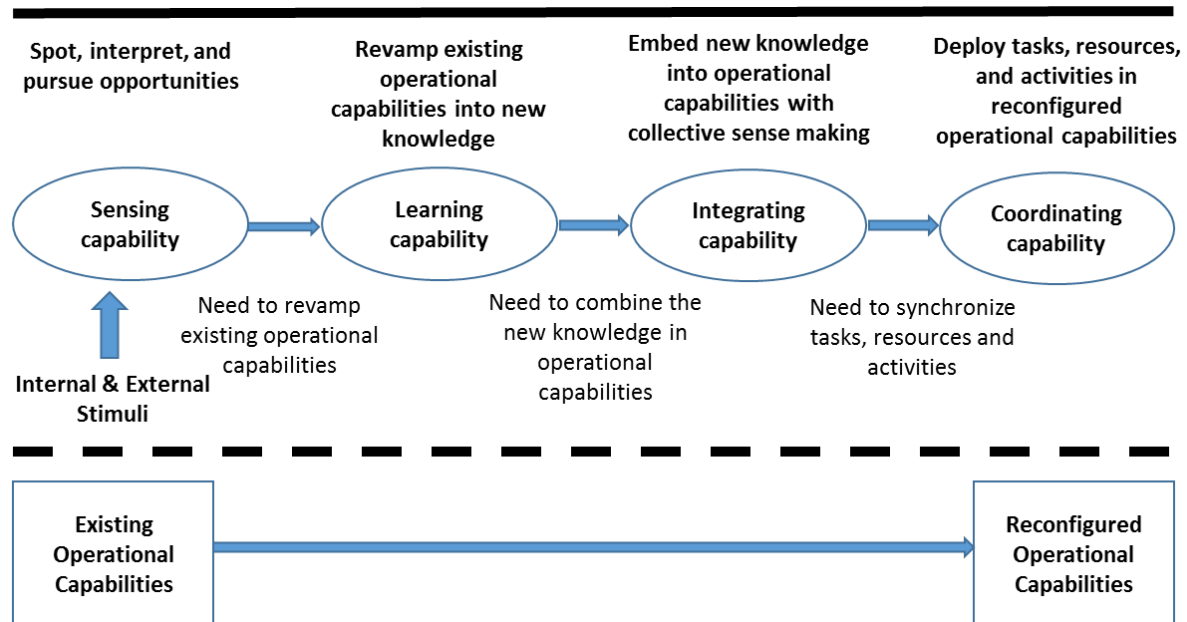 Spot, interpret, and
pursue opportunities
Revamp existing
operational
capabilities into new
knowledge
Embed new knowledge
into operational
capabilities with
collective sense making
Deploy tasks, resources,
and activities in
reconfigured
operational capabilities
Sensing
capability
Learning
capability
Integrating
capability
Coordinating
capability
Need to revamp
existing operational
capabilities
Need to combine the
new knowledge in
operational
capabilities
Need to synchronize
tasks, resources and
activities
Internal & External
Stimuli
Existing
Operational
Capabilities
Reconfigured
Operational
Capabilities